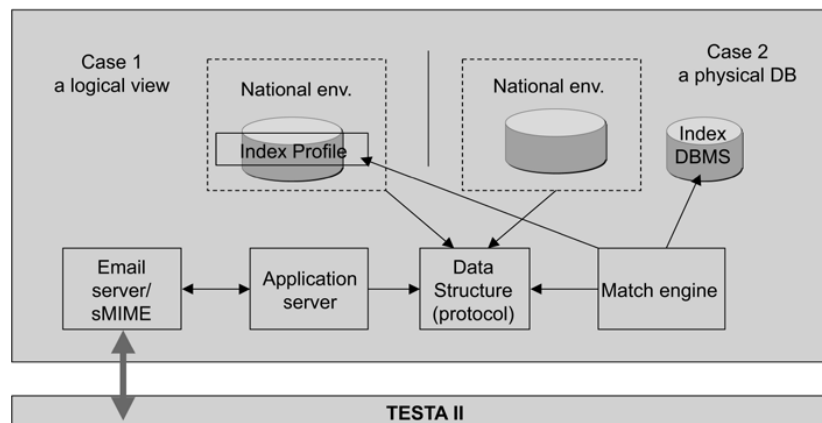 Case 1
a logical view
National env.
Index Profile
National env.
Case 2
a physical DB
Index
DBMS
Email
server/
sMIME
Application
server
Data
Structure
(protocol)
Match engine
TESTA II